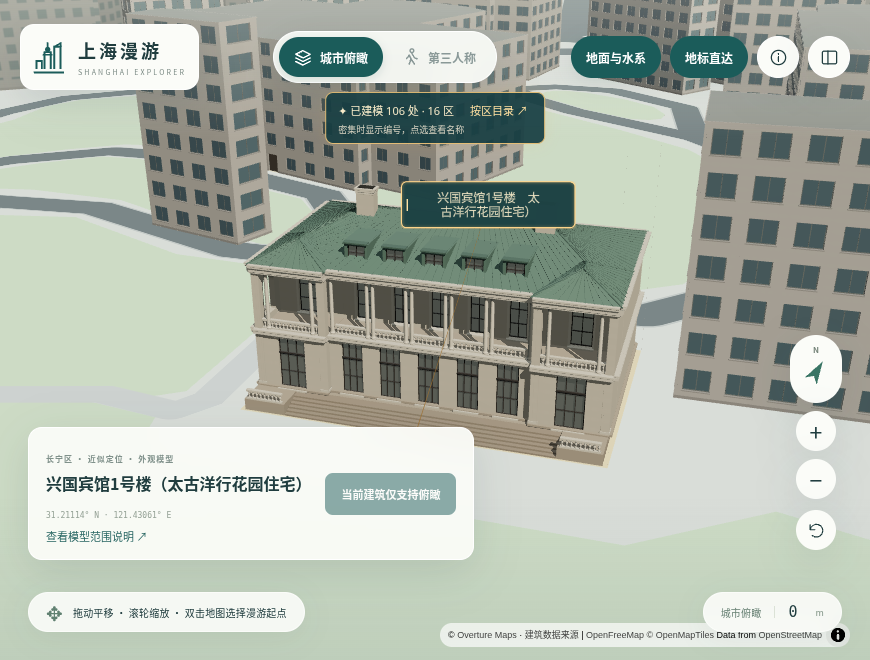 上海漫游
SHANGHAI EXPLORER
城市俯瞰
第三人称
地面与水系
地标直达
✦ 已建模 106 处 · 16 区 按区目录 ↗
密集时显示编号，点选查看名称
兴国宾馆1号楼 太
古洋行花园住宅）
N
长宁区 · 近似定位 · 外观模型
兴国宾馆1号楼（太古洋行花园住宅）
当前建筑仅支持俯瞰
31.21114° N · 121.43061° E
查看模型范围说明 ↗
拖动平移 · 滚轮缩放 · 双击地图选择漫游起点
城市俯瞰 0 m
© Overture Maps · 建筑数据来源 | OpenFreeMap © OpenMapTiles Data from OpenStreetMap